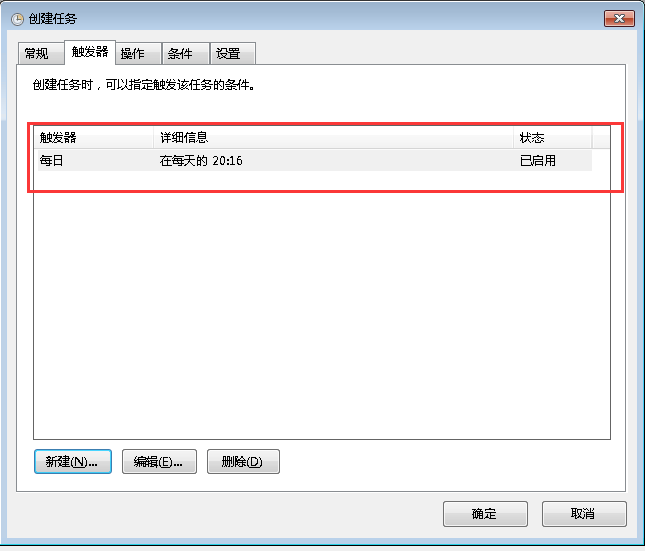 创建任务
常规 触发器 操作 条件 设置
创建任务时，可以指定触发该任务的条件。
触发器 详细信息 状态
每日 在每天的 20:16 已启用
新建(N)... 编辑(E)... 删除(D)
确定 取消